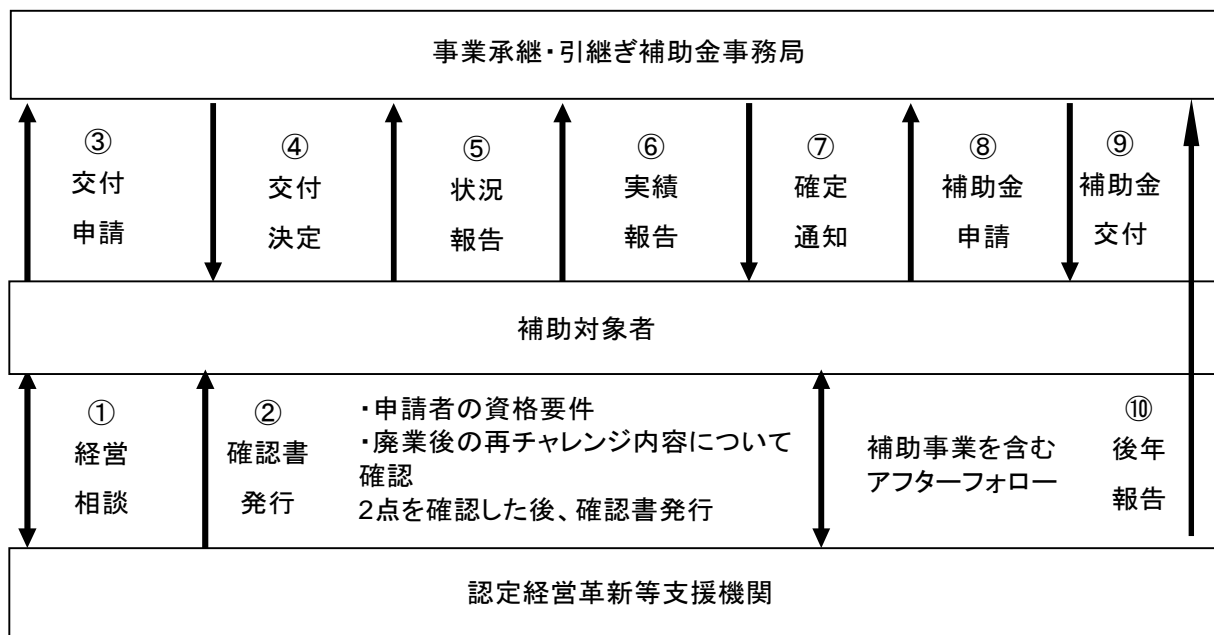 事業承継・引継ぎ補助金事務局
③
交付
申請
④
交付
決定
⑤
状況
報告
⑥
実績
報告
⑦
確定
通知
⑧
補助金
申請
⑨
補助金
交付
補助対象者
①
経営
相談
②
確認書
発行
・申請者の資格要件
・廃業後の再チャレンジ内容について
確認
2点を確認した後、確認書発行
補助事業を含む
アフターフォロー
⑩
後年
報告
認定経営革新等支援機関